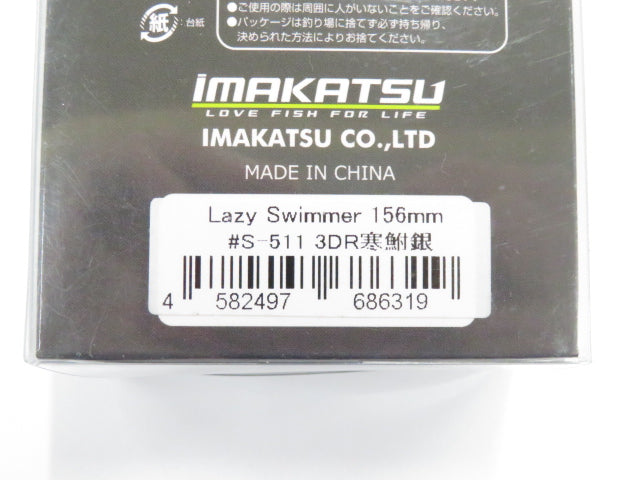 ●ご使用の際は周囲に人がいないことをご確認ください。
●パッケージは釣り場に捨てず必ず持ち帰り、
決められた方法によりお捨てください。
紙 :台紙
IMAKATSU
LOVE FISH FOR LIFE
IMAKATSU CO.,LTD
MADE IN CHINA
Lazy Swimmer 156mm
#S-511 3DR寒鮒銀
4 582497 686319